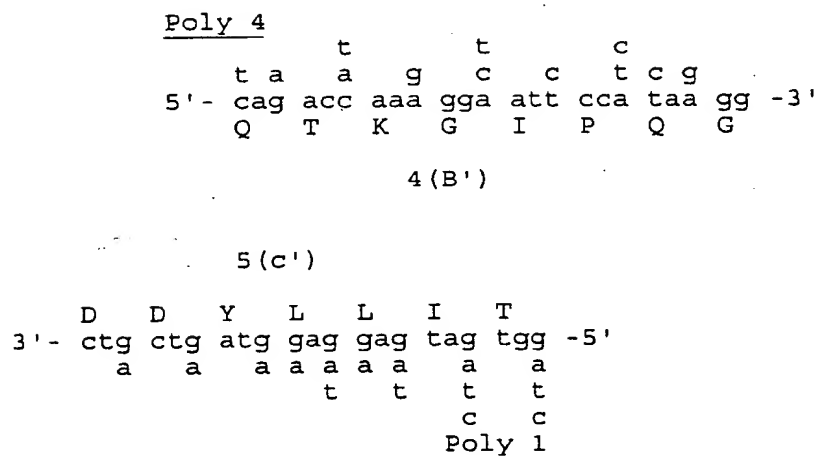 Poly 4
t t c
t a a g c c t c g
5'- cag acc aaa gga att cca taa gg -3'
Q T K G I P Q G
4(B')
5(c')
D D Y L L I T
3'- ctg ctg atg gag gag tag tgg -5'
a a a a a a a a a
t t t t
c c
Poly 1